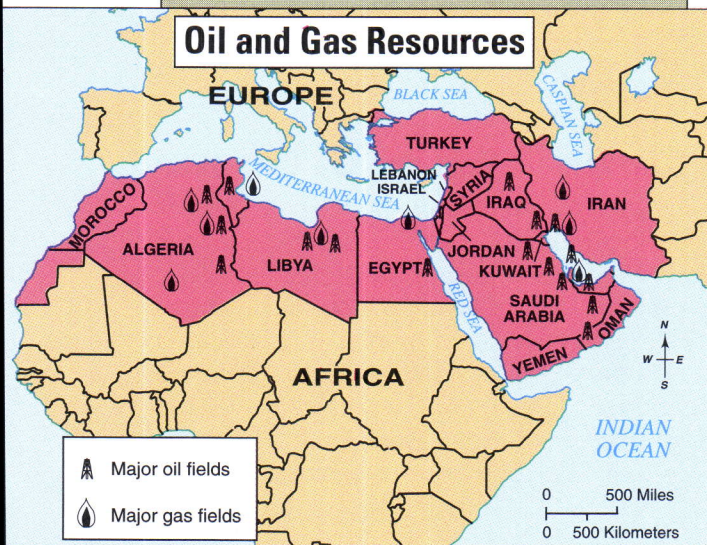 Oil and Gas Resources
EUROPE
BLACK SEA
CASPIAN SEA
TURKEY
MEDITERRANEAN SEA
LEBANON
ISRAEL
SYRIA
IRAQ
IRAN
MOROCCO
ALGERIA
LIBYA
EGYPT
JORDAN
KUWAIT
SAUDI
ARABIA
OMAN
RED SEA
YEMEN
AFRICA
N
W
E
S
INDIAN
OCEAN
Major oil fields
Major gas fields
0 500 Miles
0 500 Kilometers